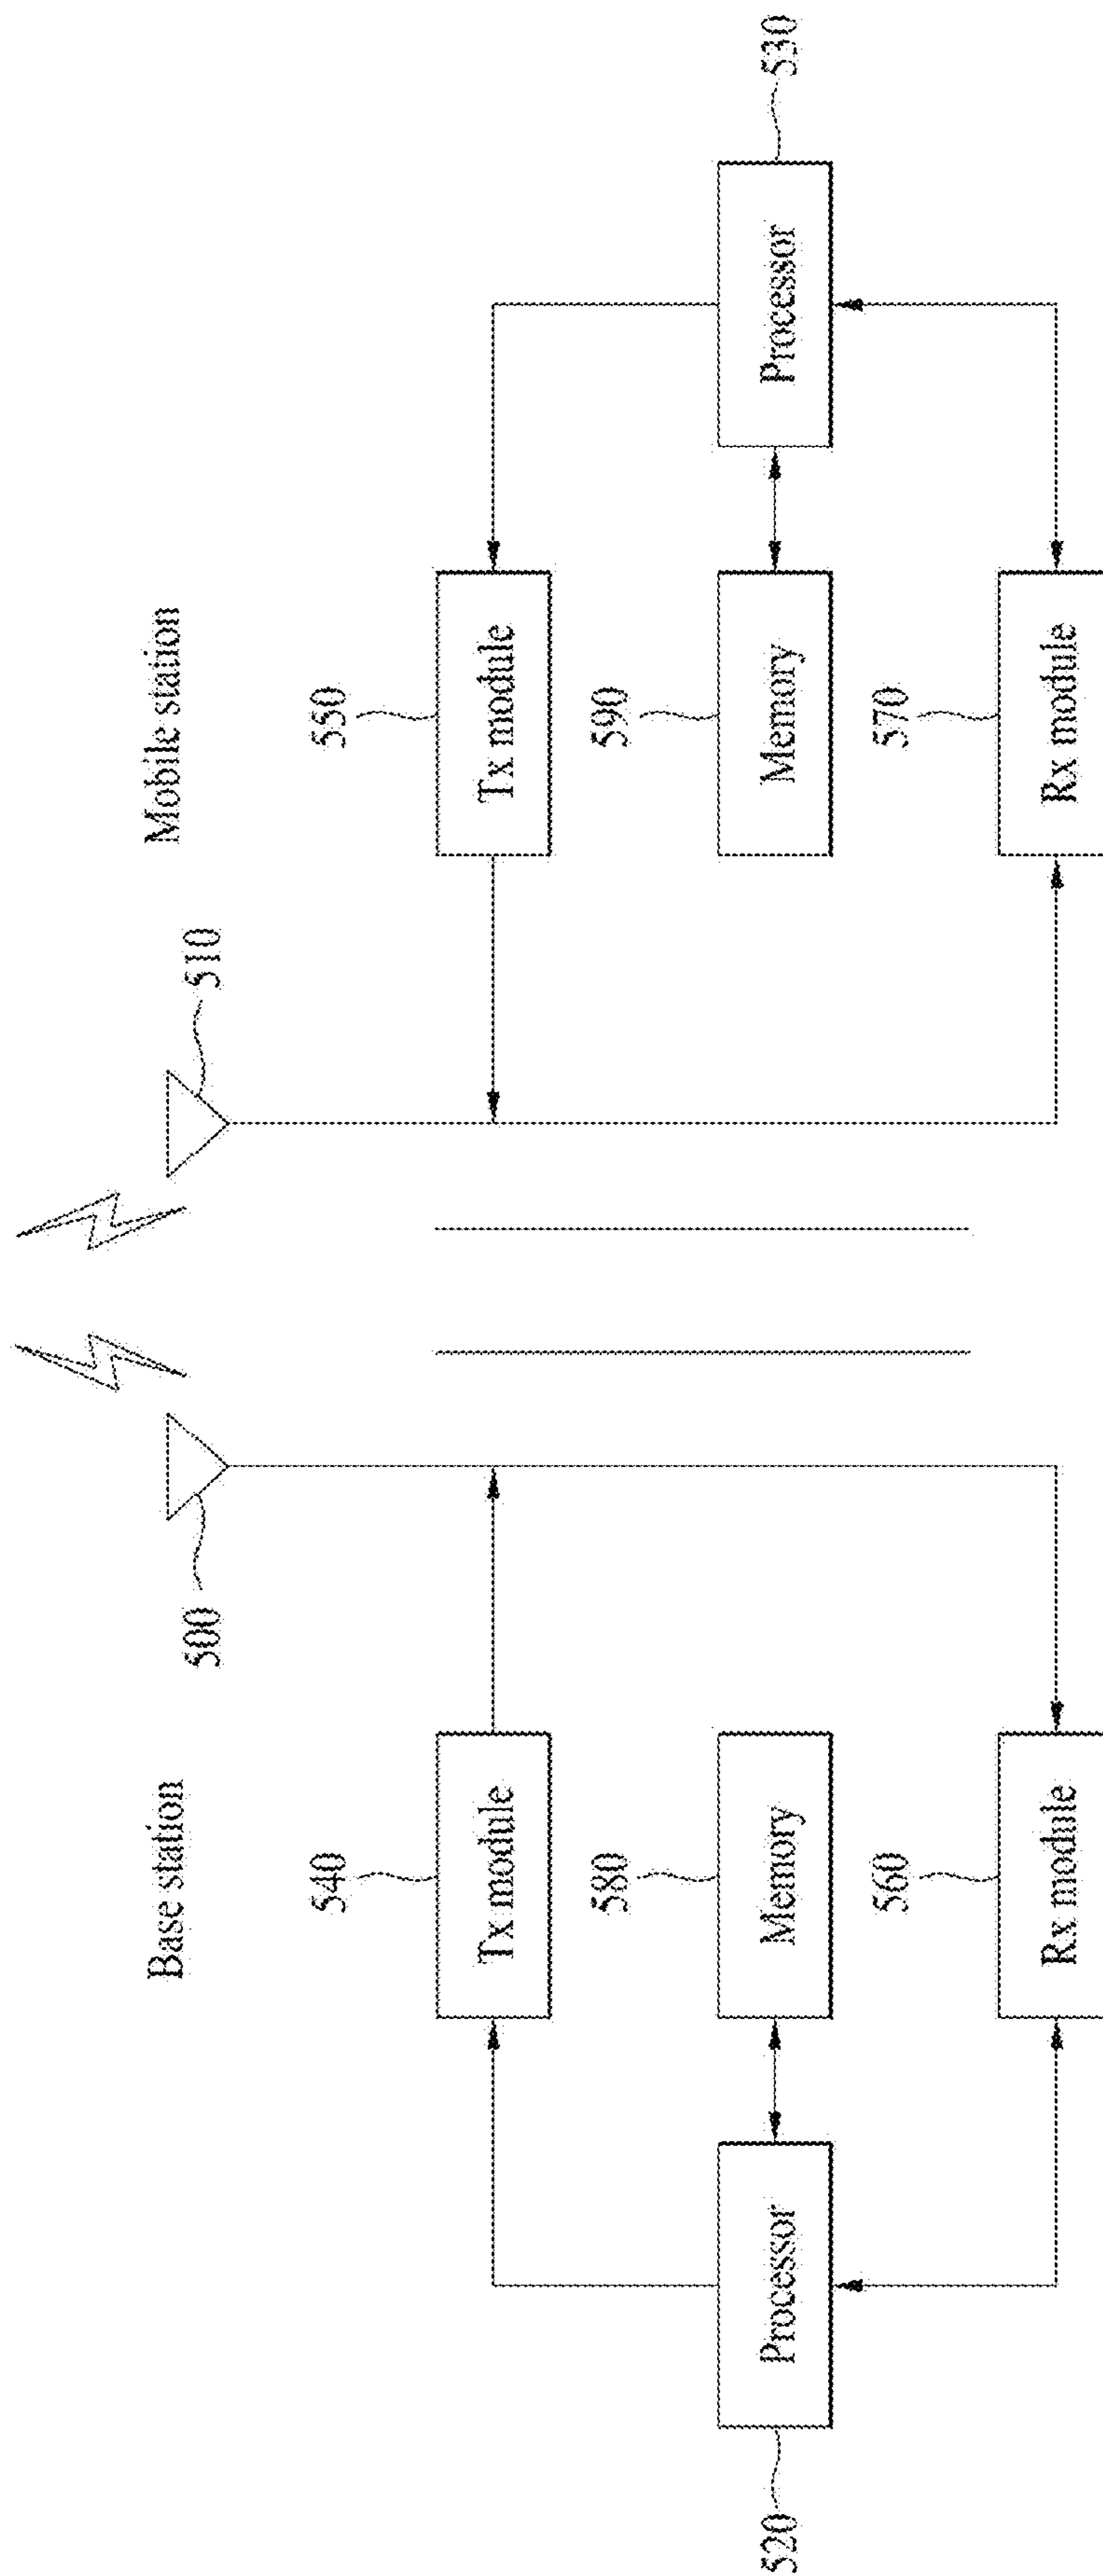 Base station
Mobile station
500
510
540
Tx module
550
Tx module
520
Processor
580
Memory
590
Memory
Processor
530
560
Rx module
570
Rx module